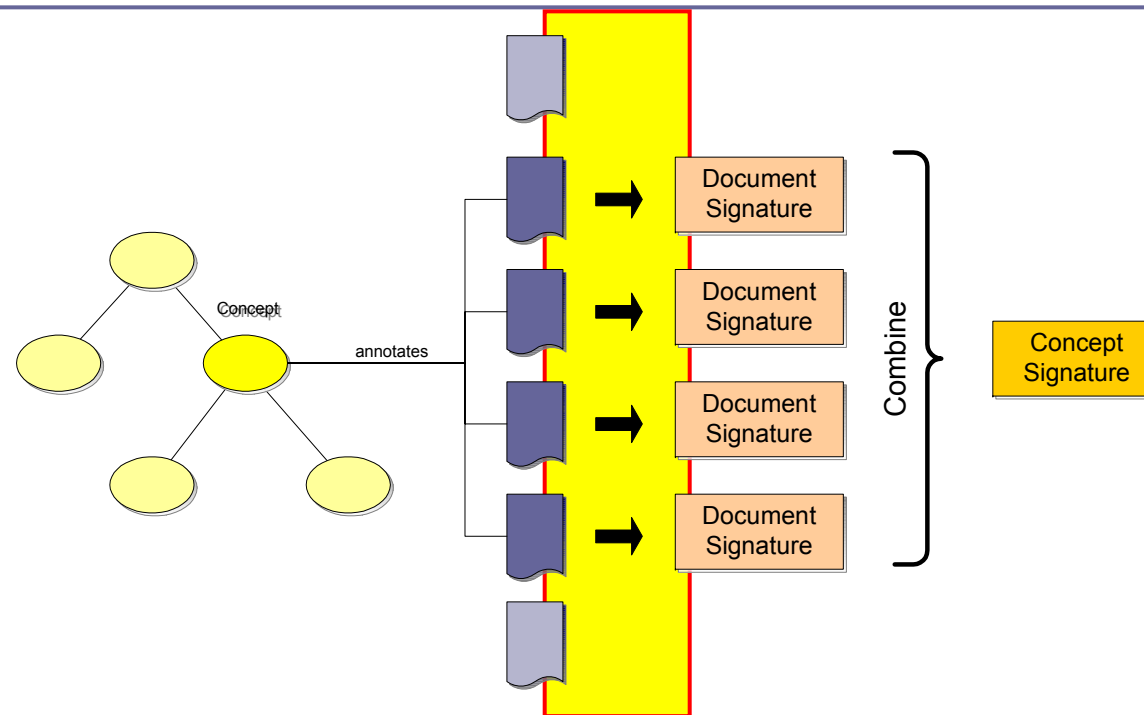 Concept
annotates
Document
Signature
Document
Signature
Document
Signature
Document
Signature
Combine
Concept
Signature